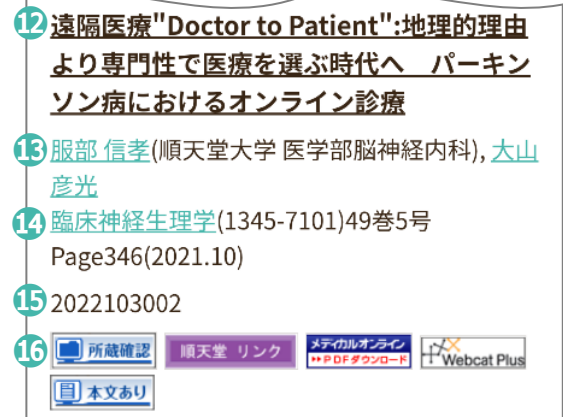 12 遠隔医療"Doctor to Patient":地理的理由
より専門性で医療を選ぶ時代へ パーキン
ソン病におけるオンライン診療
13 服部 信孝(順天堂大学 医学部脳神経内科), 大山
彦光
14 臨床神経生理学(1345-7101)49巻5号
Page346(2021.10)
15 2022103002
16 所蔵確認 順天堂 リンク メディカルオンライン Webcat Plus
▸▸PDFダウンロード
本文あり